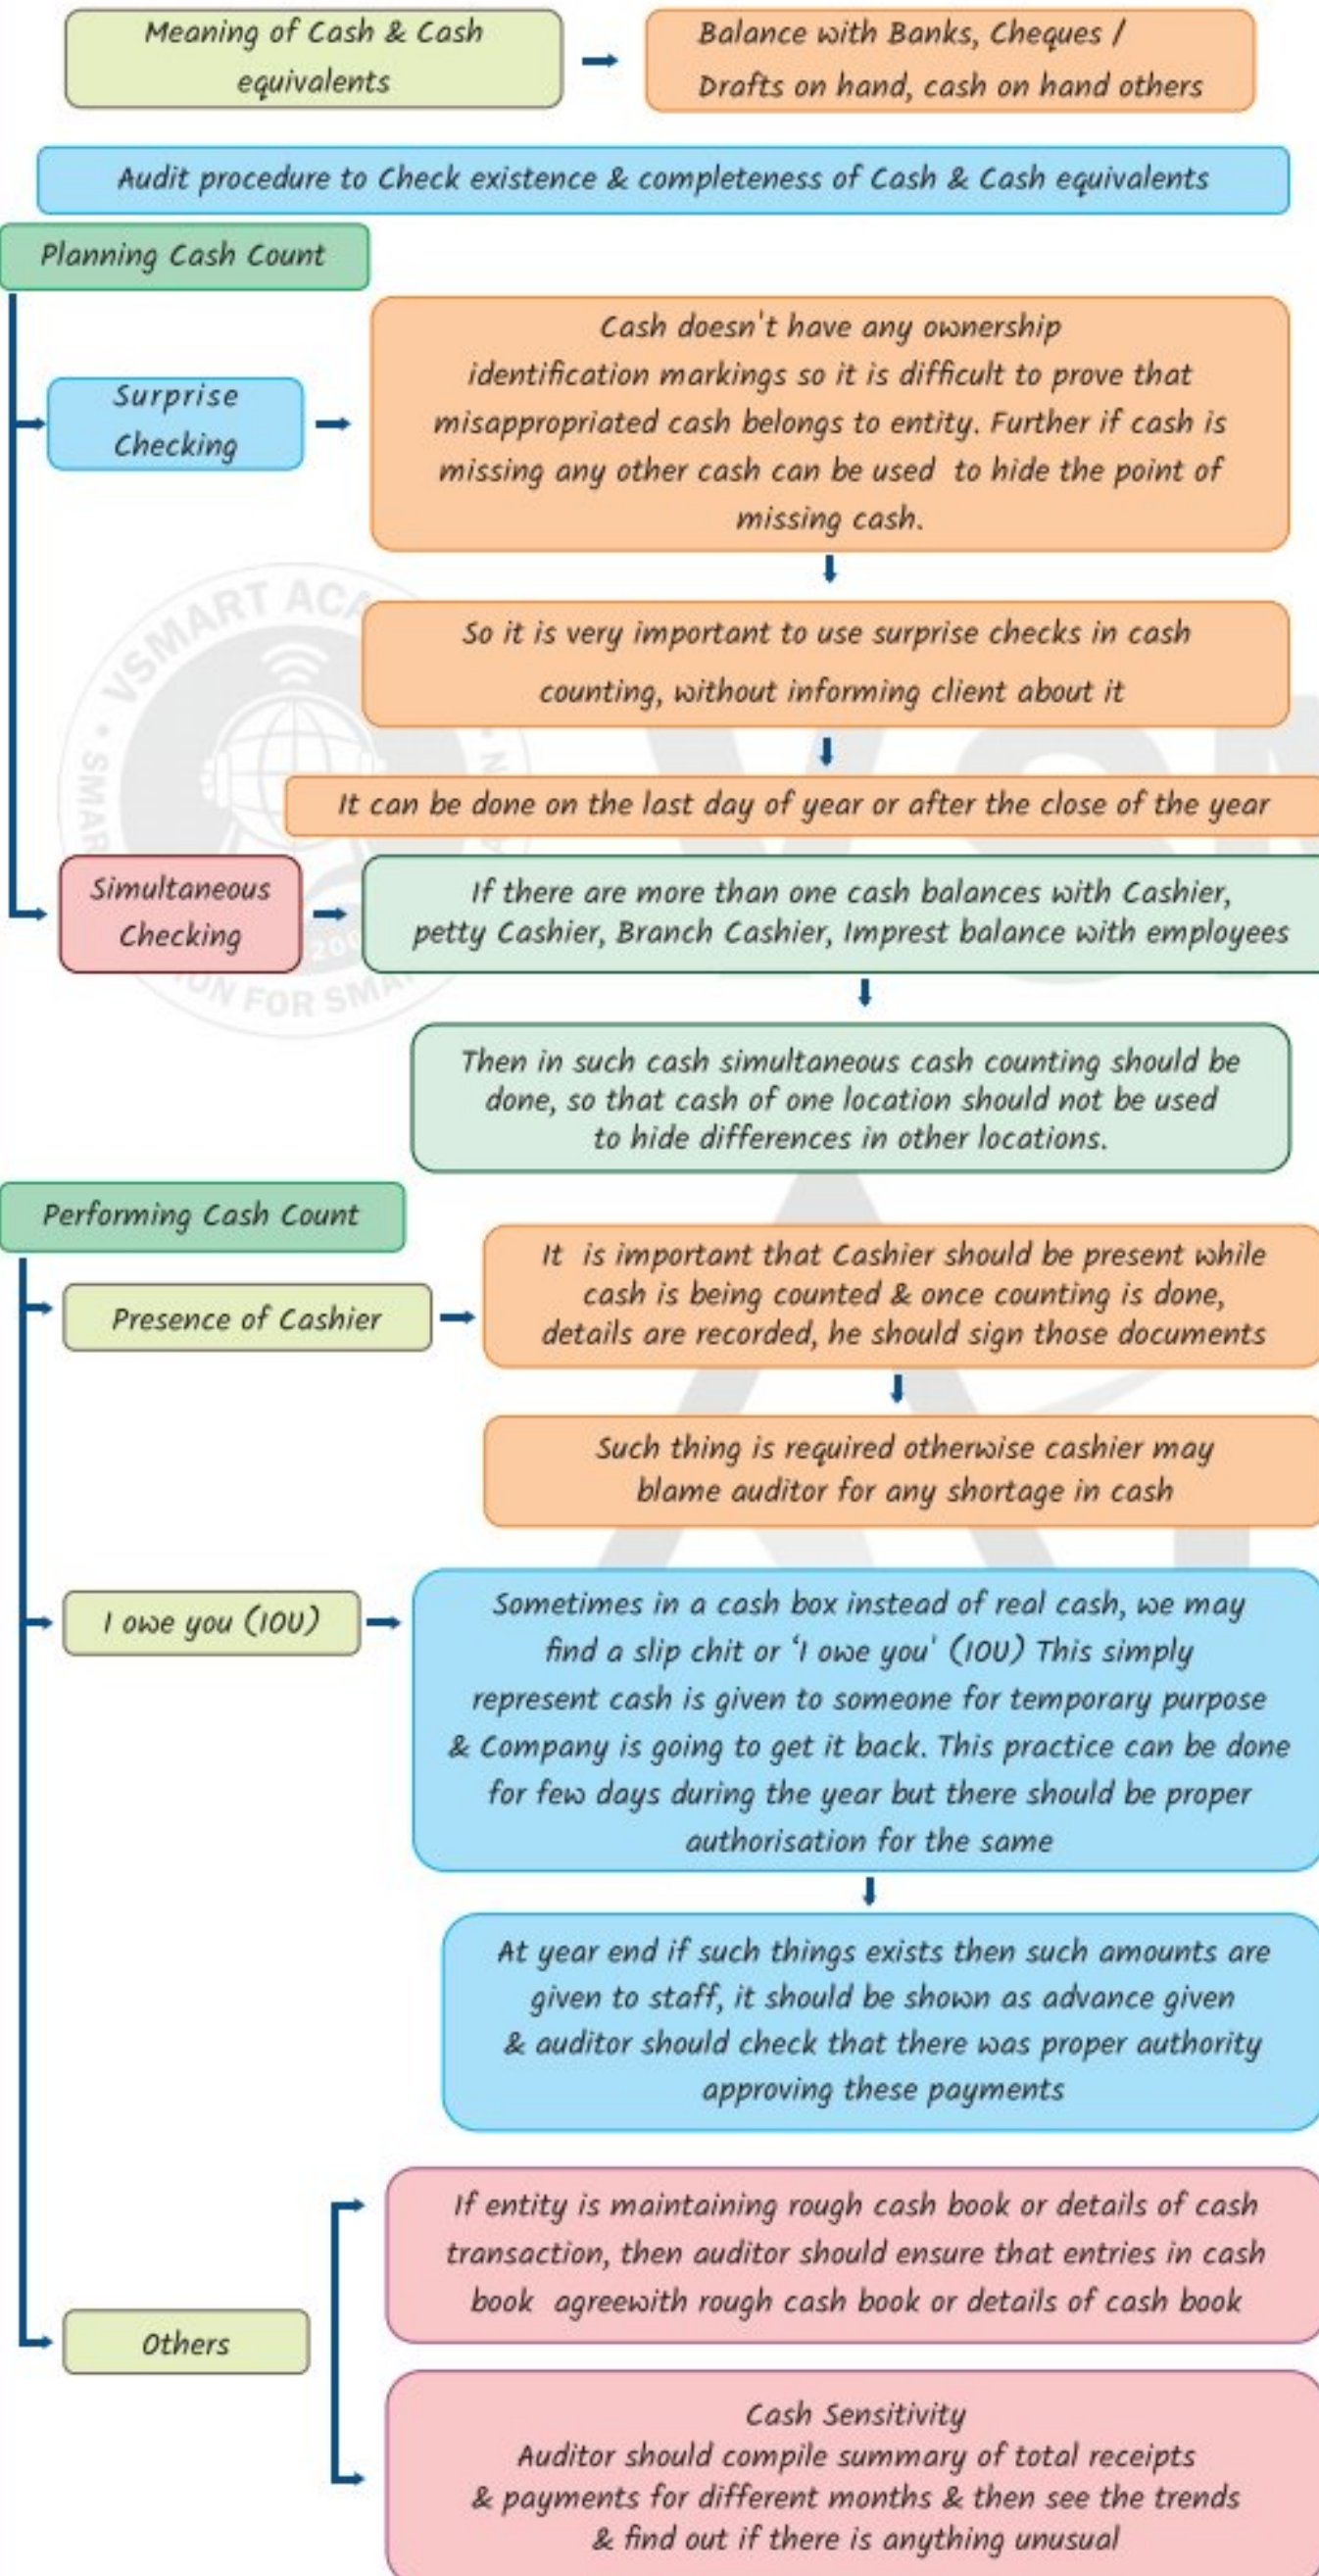 Meaning of Cash & Cash
equivalents
Balance with Banks, Cheques /
Drafts on hand, cash on hand others
Audit procedure to Check existence & completeness of Cash & Cash equivalents
Planning Cash Count
Surprise
Checking
Cash doesn't have any ownership
identification markings so it is difficult to prove that
misappropriated cash belongs to entity. Further if cash is
missing any other cash can be used to hide the point of
missing cash.
So it is very important to use surprise checks in cash
counting, without informing client about it
It can be done on the last day of year or after the close of the year
Simultaneous
Checking
If there are more than one cash balances with Cashier,
petty Cashier, Branch Cashier, Imprest balance with employees
Then in such cash simultaneous cash counting should be
done, so that cash of one location should not be used
to hide differences in other locations.
Performing Cash Count
Presence of Cashier
It is important that Cashier should be present while
cash is being counted & once counting is done,
details are recorded, he should sign those documents
Such thing is required otherwise cashier may
blame auditor for any shortage in cash
I owe you (IOU)
Sometimes in a cash box instead of real cash, we may
find a slip chit or 'I owe you' (IOU) This simply
represent cash is given to someone for temporary purpose
& Company is going to get it back. This practice can be done
for few days during the year but there should be proper
authorisation for the same
At year end if such things exists then such amounts are
given to staff, it should be shown as advance given
& auditor should check that there was proper authority
approving these payments
Others
If entity is maintaining rough cash book or details of cash
transaction, then auditor should ensure that entries in cash
book agreewith rough cash book or details of cash book
Cash Sensitivity
Auditor should compile summary of total receipts
& payments for different months & then see the trends
& find out if there is anything unusual
VSMART
FOR